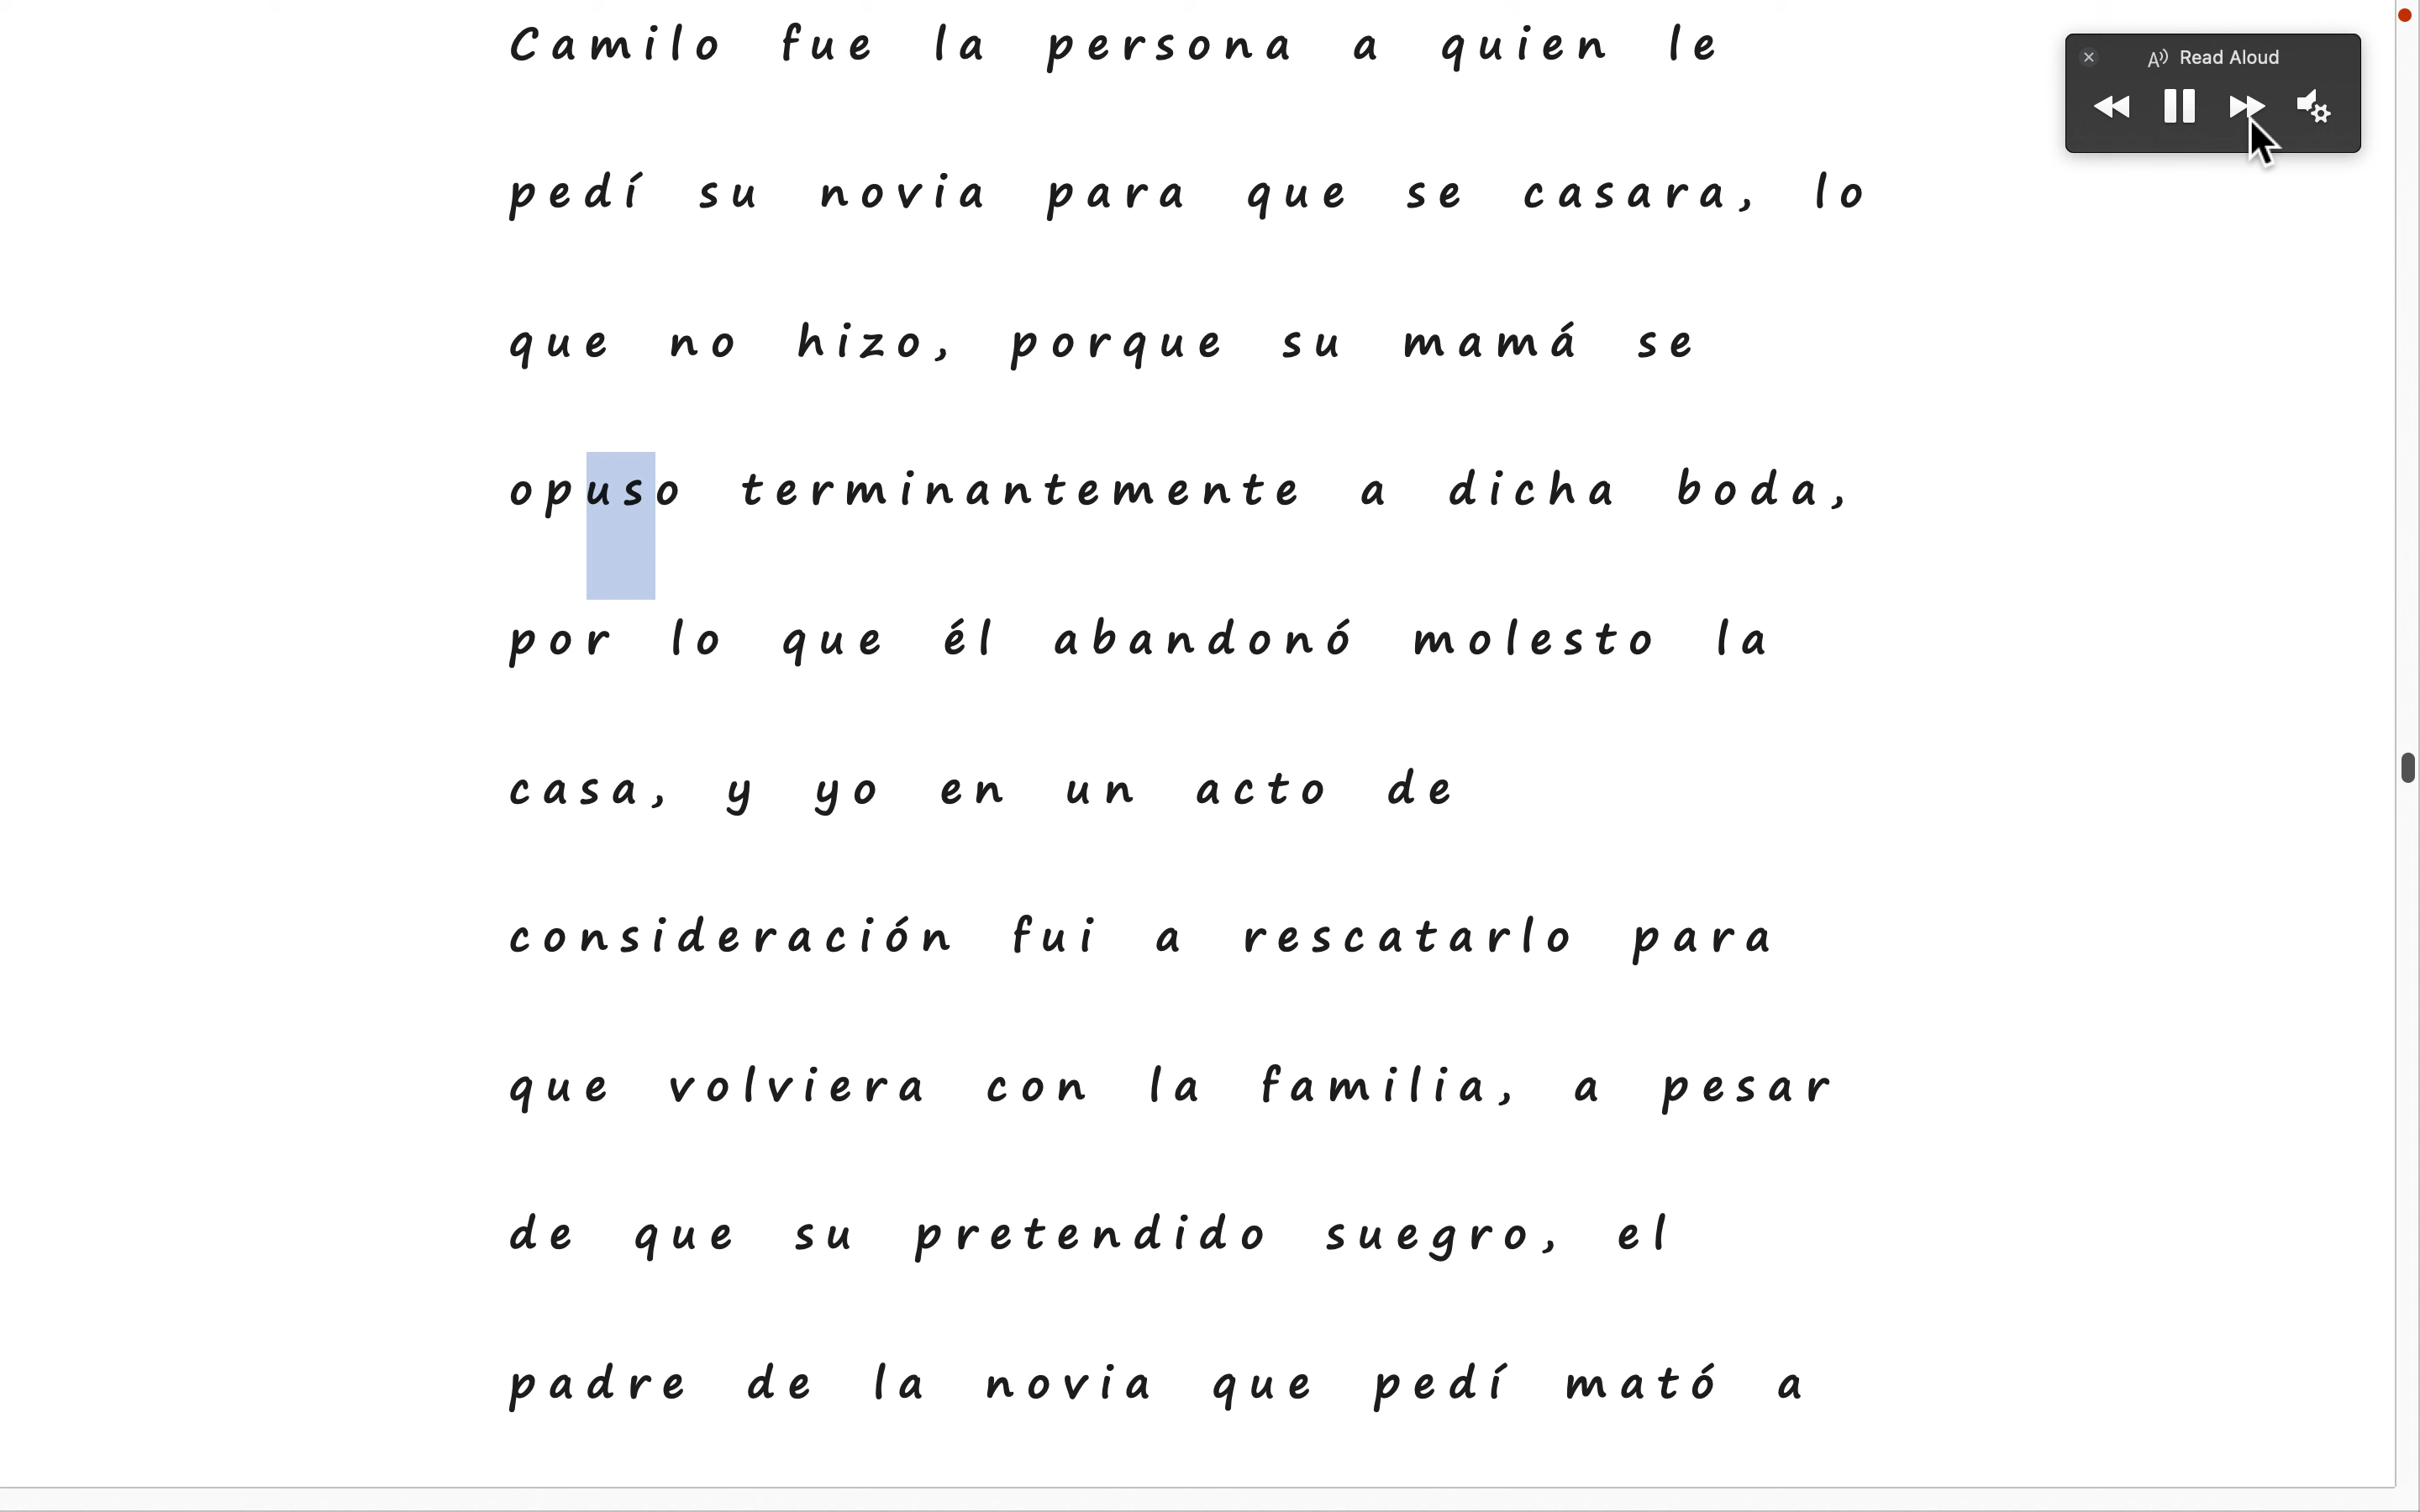 Camilo fue la persona a quien le
Read Aloud
pedí su novia para que se casara, lo
que no hizo, porque su mamá se
opuso terminantemente a dicha boda,
por lo que él abandonó molesto la
casa, y yo en un acto de
consideración fui a rescatarlo para
que volviera con la familia, a pesar
de que su pretendido suegro, el
padre de la novia que pedí mató a